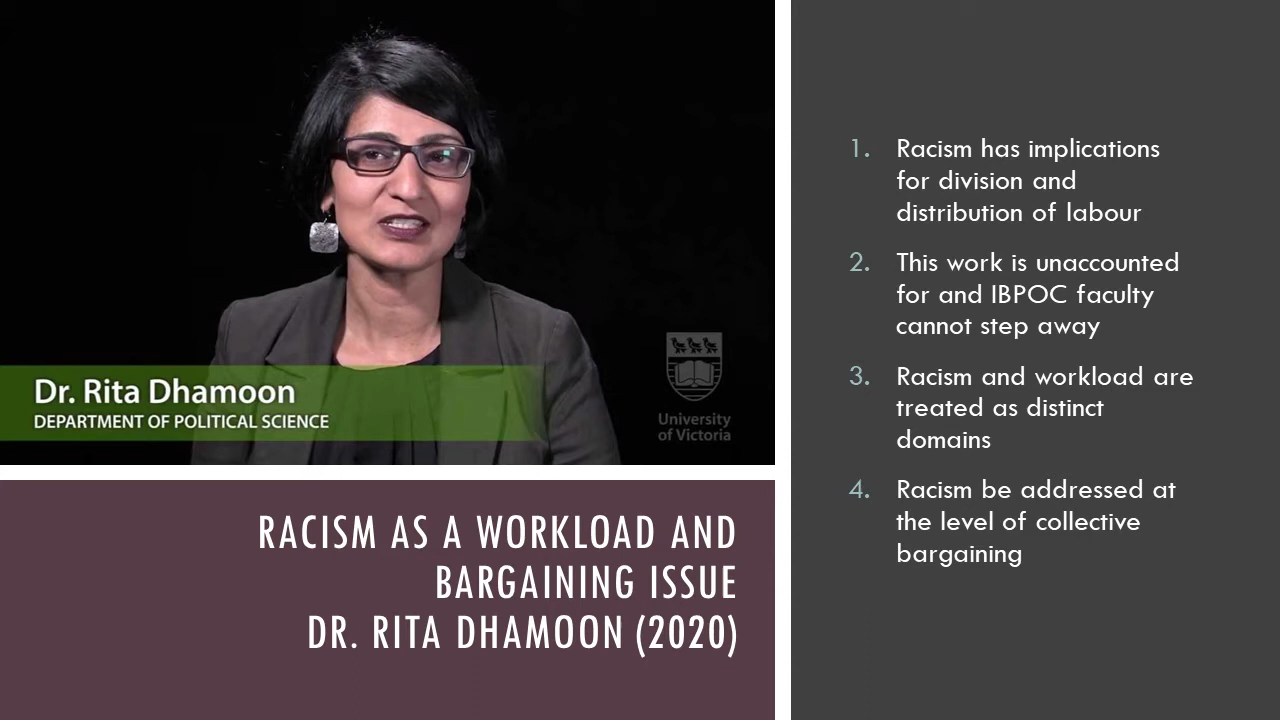 Dr. Rita Dhamoon
DEPARTMENT OF POLITICAL SCIENCE
University
of Victoria
RACISM AS A WORKLOAD AND
BARGAINING ISSUE
DR. RITA DHAMOON (2020)
1. Racism has implications
for division and
distribution of labour
2. This work is unaccounted
for and IBPOC faculty
cannot step away
3. Racism and workload are
treated as distinct
domains
4. Racism be addressed at
the level of collective
bargaining